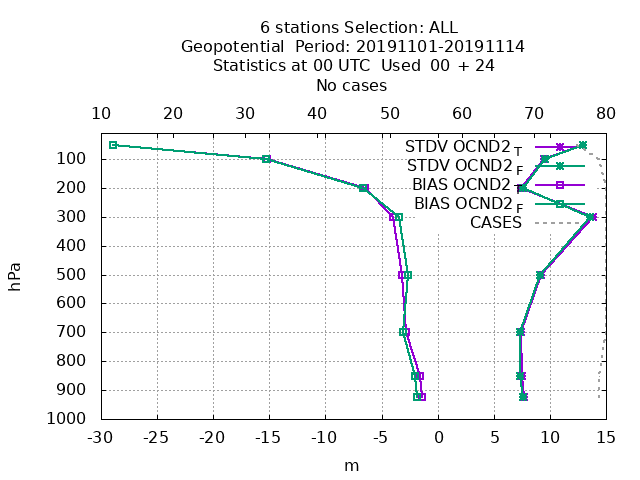 6 stations Selection: ALL
Geopotential  Period: 20191101-20191114
Statistics at 00 UTC  Used  00 + 24
No cases
10 20 30 40 50 60 70 80
STDV OCND2 T
STDV OCND2 F
BIAS OCND2 T
BIAS OCND2 F
CASES
100
200
300
400
500
600
700
800
900
1000
hPa
-30 -25 -20 -15 -10 -5 0 5 10 15
m